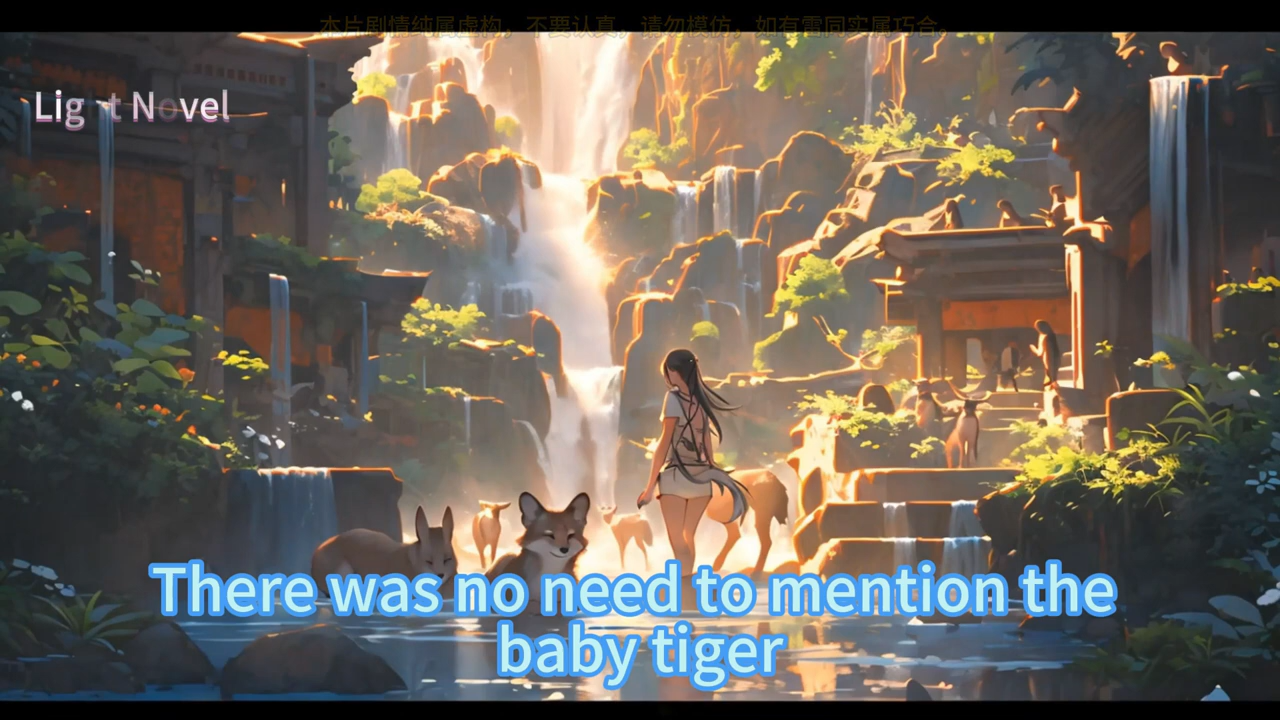 本片剧情纯属虚构，不要认真，请勿模仿，如有雷同实属巧合。
Light Novel
There was no need to mention the
baby tiger